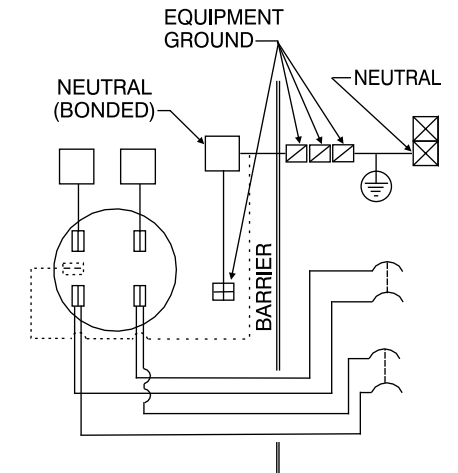 EQUIPMENT
GROUND
NEUTRAL
(BONDED)
NEUTRAL
BARRIER